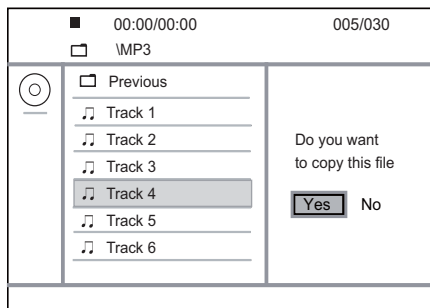 00:00/00:00 005/030
\MP3
Previous
Track 1
Track 2
Track 3
Track 4
Track 5
Track 6
Do you want
to copy this file
Yes No